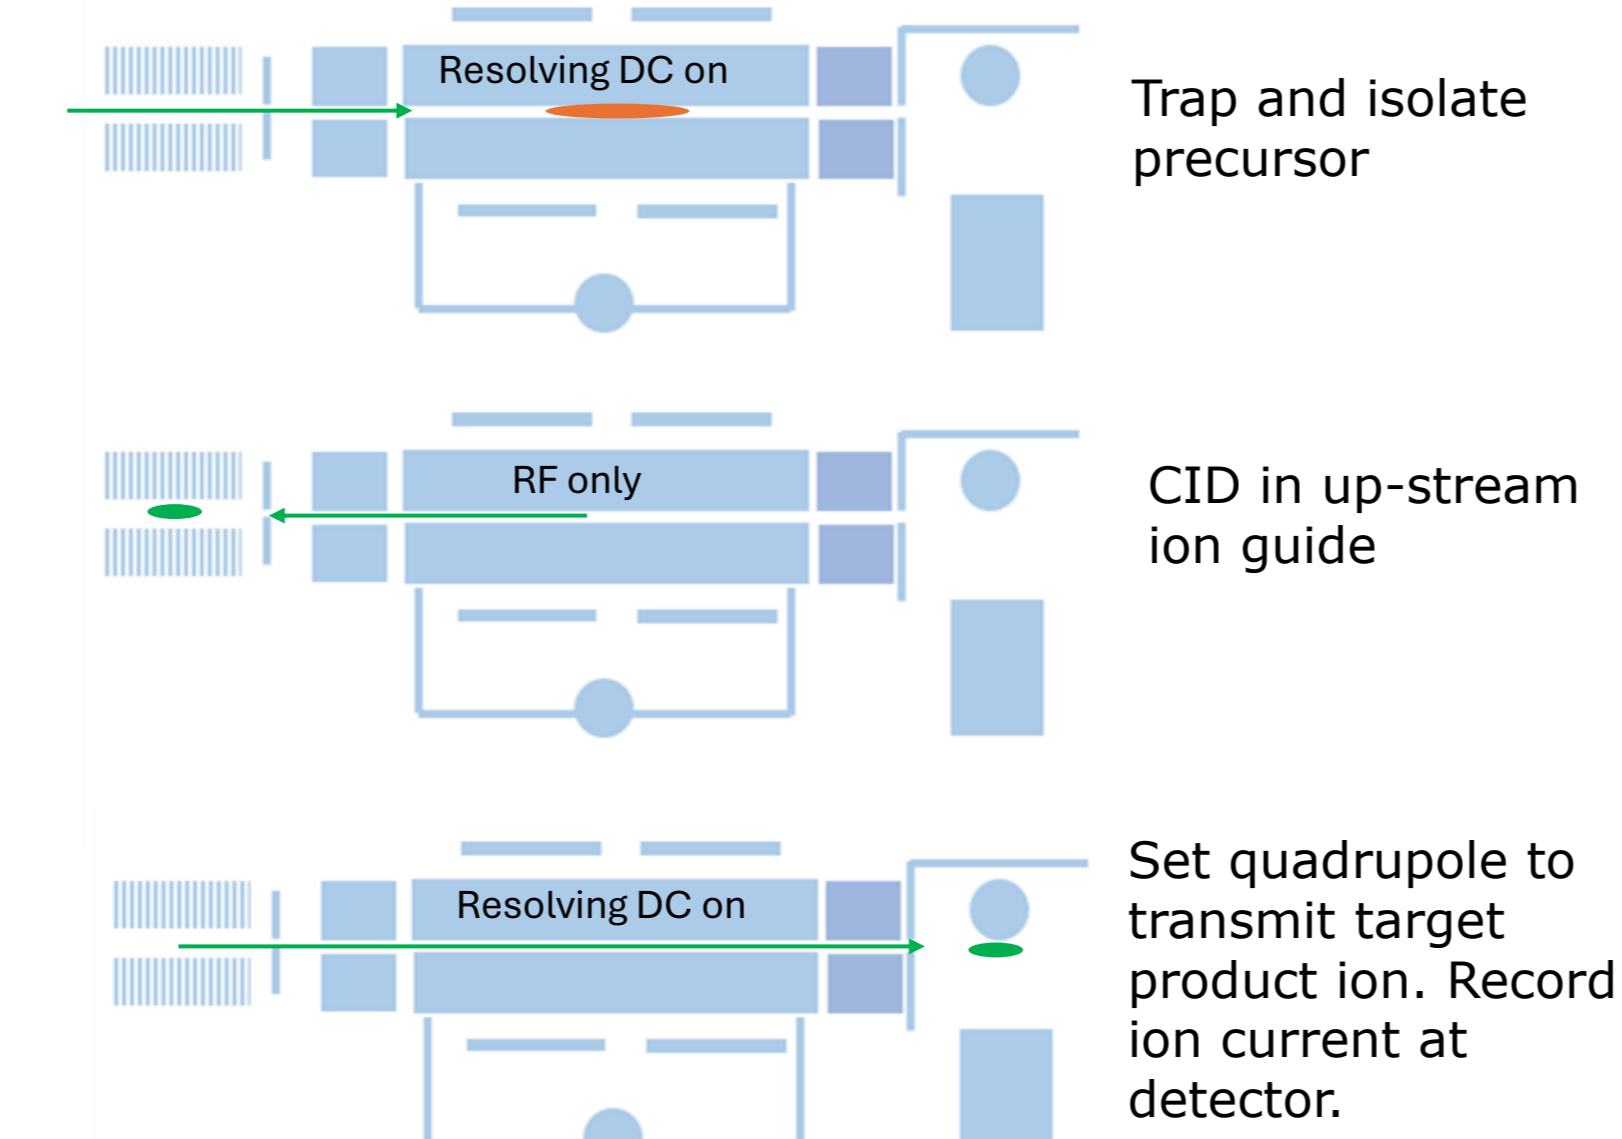 Resolving DC on
Trap and isolate
precursor
RF only
CID in up-stream
ion guide
Resolving DC on
Set quadrupole to
transmit target
product ion. Record
ion current at
detector.